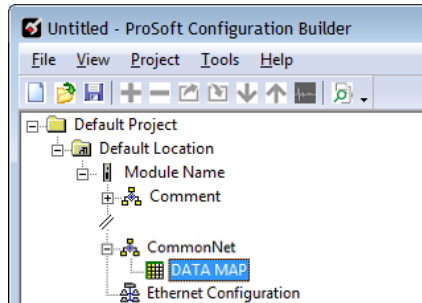 Untitled - ProSoft Configuration Builder
File View Project Tools Help
Default Project
Default Location
Module Name
Comment
CommonNet
DATA MAP
Ethernet Configuration